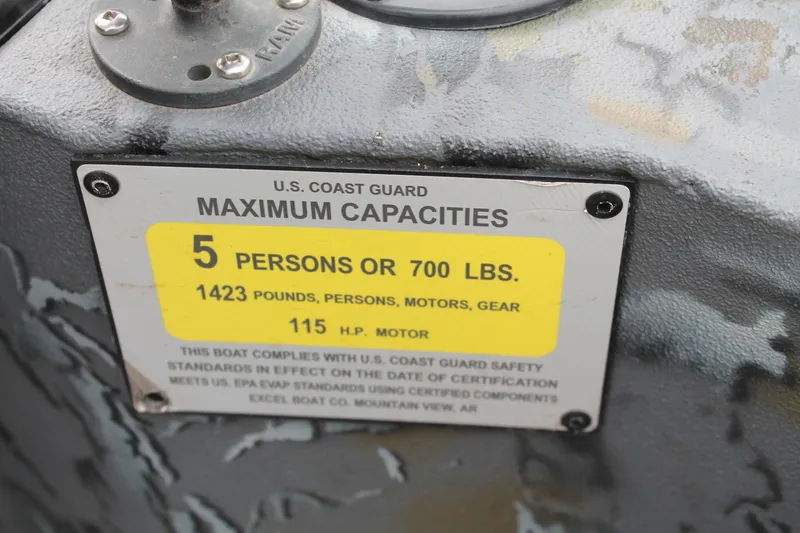 RAM
U.S. COAST GUARD
MAXIMUM CAPACITIES
5 PERSONS OR 700 LBS.
1423 POUNDS, PERSONS, MOTORS, GEAR
115 H.P. MOTOR
THIS BOAT COMPLIES WITH U.S. COAST GUARD SAFETY
STANDARDS IN EFFECT ON THE DATE OF CERTIFICATION
MEETS US. EPA EVAP STANDARDS USING CERTIFIED COMPONENTS
EXCEL BOAT CO. MOUNTAIN VIEW, AR